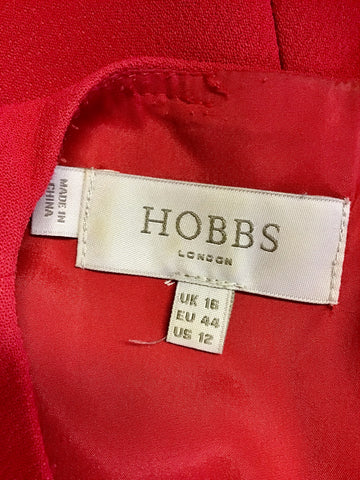 MADE IN
CHINA
HOBBS
LONDON
UK 16
EU 44
US 12